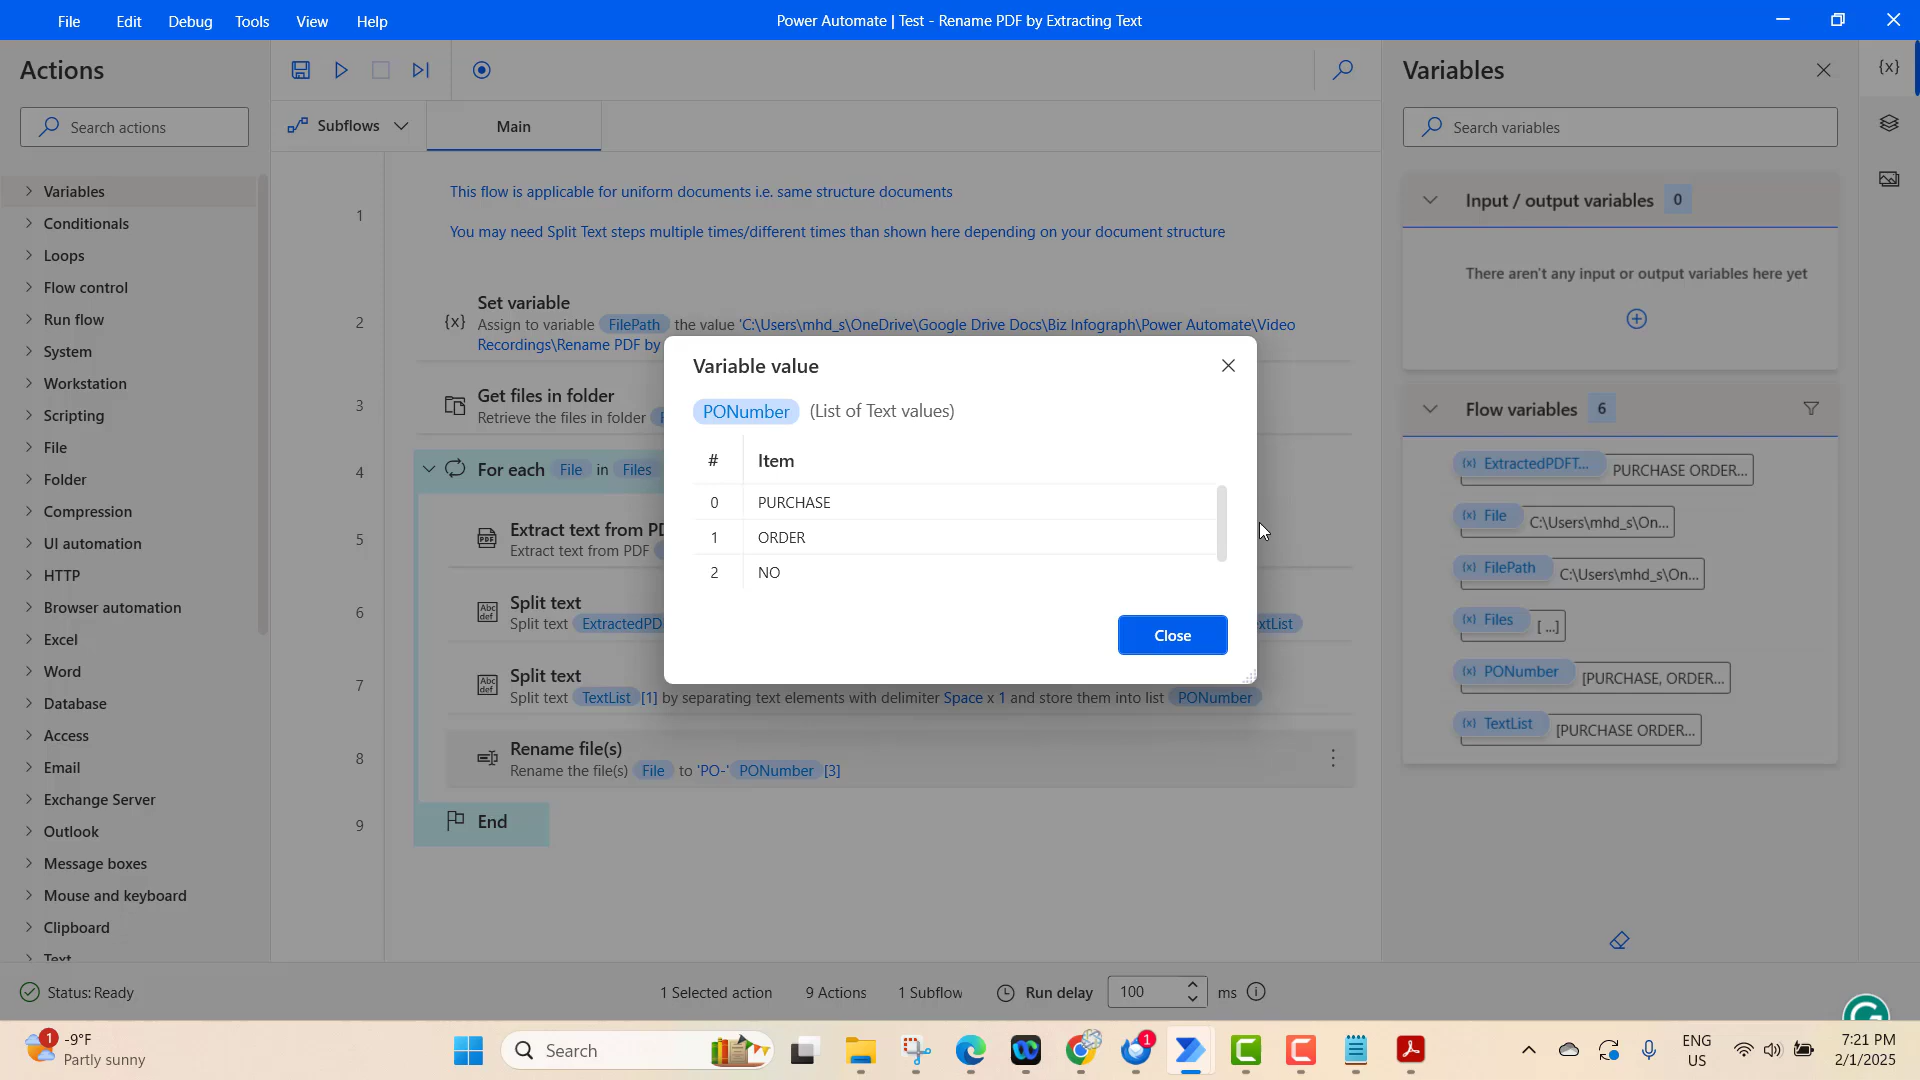 File Edit Debug Tools View Help
Power Automate | Test - Rename PDF by Extracting Text
Actions
Search actions
Variables
Conditionals
Loops
Flow control
Run flow
System
Workstation
Scripting
File
Folder
Compression
UI automation
HTTP
Browser automation
Excel
Word
Database
Access
Email
Exchange Server
Outlook
Message boxes
Mouse and keyboard
Clipboard
Text
Subflows
Main
1
This flow is applicable for uniform documents i.e. same structure documents
You may need Split Text steps multiple times/different times than shown here depending on your document structure
2
Set variable
{x}
Assign to variable FilePath the value 'C:\Users\mhd_s\OneDrive\Google Drive Docs\Biz Infograph\Power Automate\Video
Recordings\Rename PDF by
3
Get files in folder
Retrieve the files in folder
4
For each File in Files
5
Extract text from PD
Extract text from PDF
6
Split text
Split text ExtractedPD
xtList
7
Split text
Split text TextList [1] by separating text elements with delimiter Space x 1 and store them into list PONumber
8
Rename file(s)
Rename the file(s) File to 'PO-' PONumber [3]
9
End
Variable value
PONumber (List of Text values)
# Item
0 PURCHASE
1 ORDER
2 NO
Close
Variables
{x}
Search variables
Input / output variables 0
There aren't any input or output variables here yet
Flow variables 6
{x} ExtractedPDFT... PURCHASE ORDER...
{x} File C:\Users\mhd_s\On...
{x} FilePath C:\Users\mhd_s\On...
{x} Files [ ...]
{x} PONumber [PURCHASE, ORDER...
{x} TextList [PURCHASE ORDER...
Status: Ready
1 Selected action
9 Actions
1 Subflow
Run delay
100
ms
1
-9°F
Partly sunny
Search
1
ENG
US
7:21 PM
2/1/2025